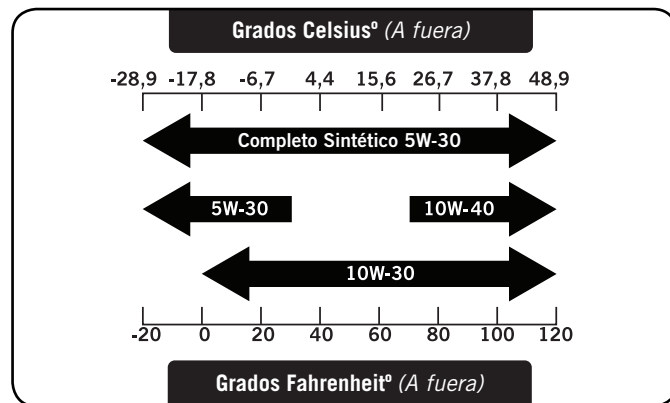 Grados Celsiusº (A fuera)
-28,9 -17,8 -6,7 4,4 15,6 26,7 37,8 48,9
Completo Sintético 5W-30
5W-30 10W-40
10W-30
-20 0 20 40 60 80 100 120
Grados Fahrenheitº (A fuera)